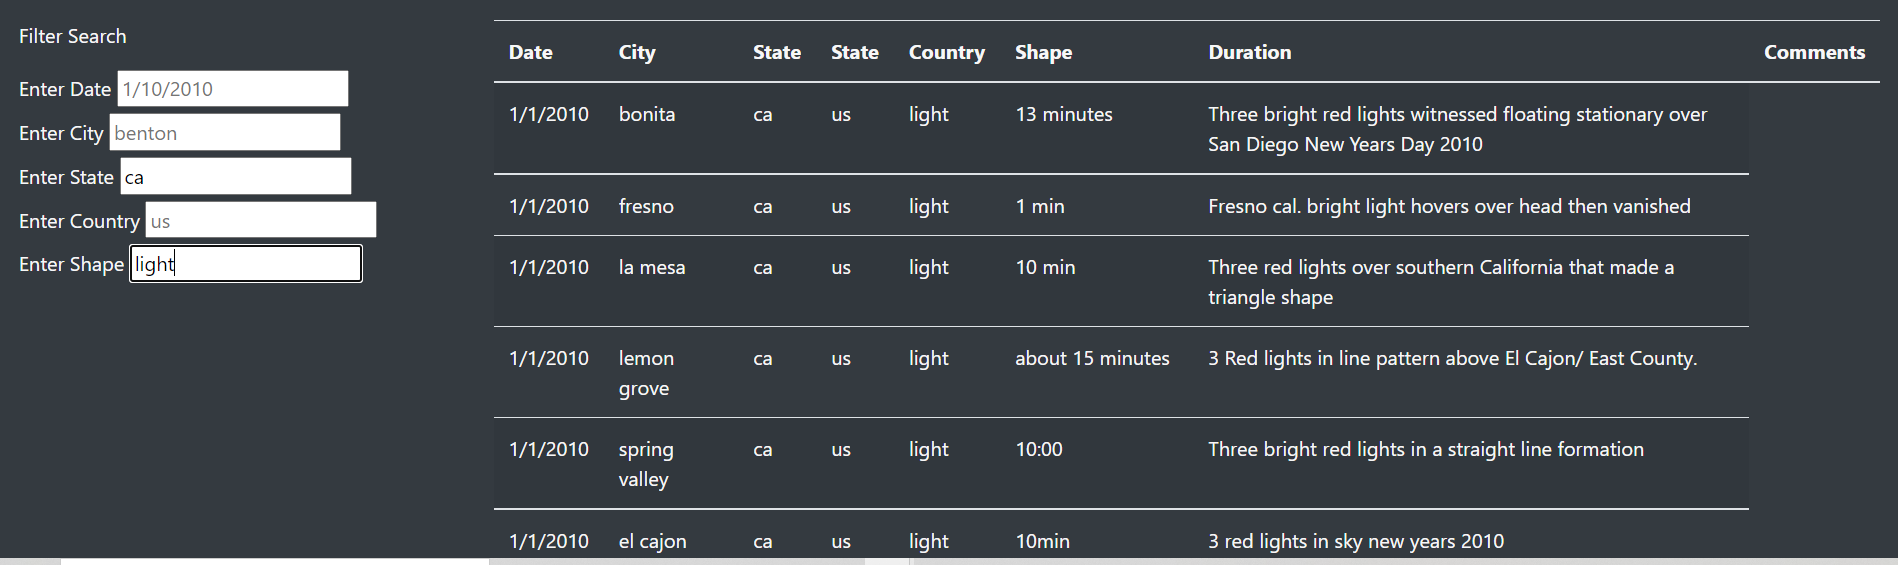 Filter Search
Enter Date 1/10/2010
Enter City benton
Enter State ca
Enter Country us
Enter Shape light
Date City State State Country Shape Duration Comments
1/1/2010 bonita ca us light 13 minutes Three bright red lights witnessed floating stationary over
San Diego New Years Day 2010
1/1/2010 fresno ca us light 1 min Fresno cal. bright light hovers over head then vanished
1/1/2010 la mesa ca us light 10 min Three red lights over southern California that made a
triangle shape
1/1/2010 lemon ca us light about 15 minutes 3 Red lights in line pattern above El Cajon/ East County.
grove
1/1/2010 spring ca us light 10:00 Three bright red lights in a straight line formation
valley
1/1/2010 el cajon ca us light 10min 3 red lights in sky new years 2010